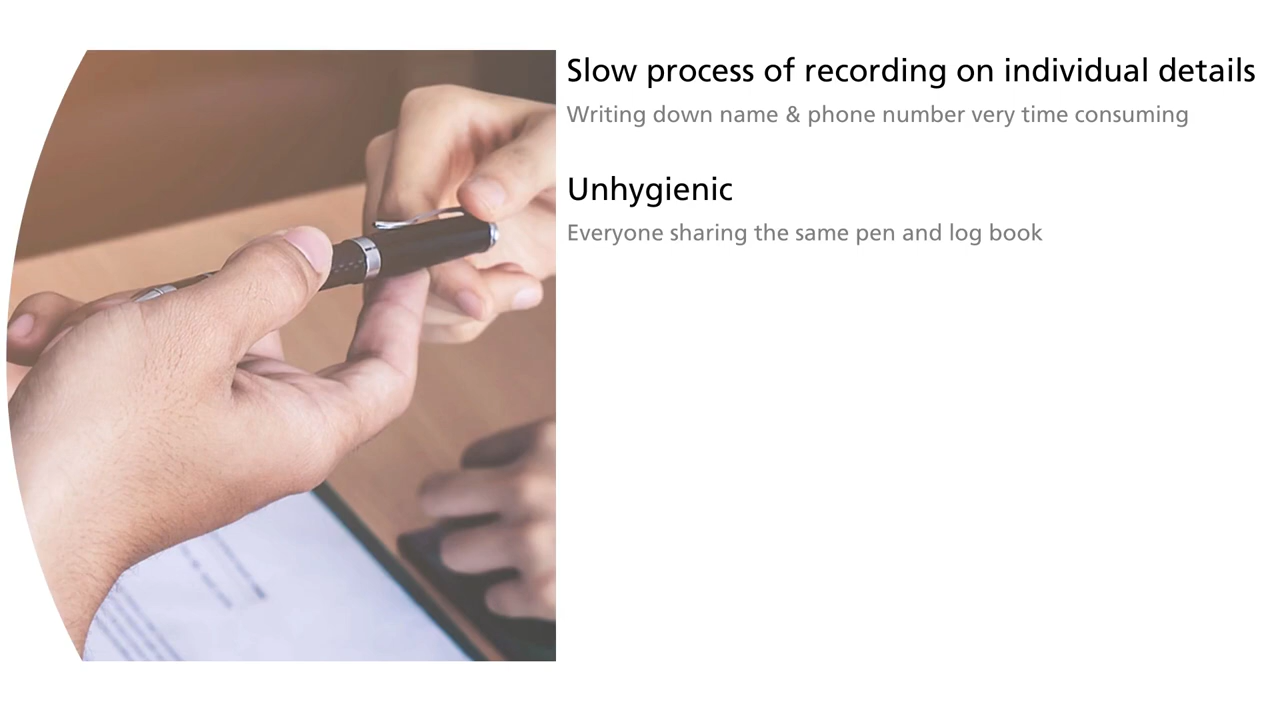 Slow process of recording on individual details
Writing down name & phone number very time consuming
Unhygienic
Everyone sharing the same pen and log book